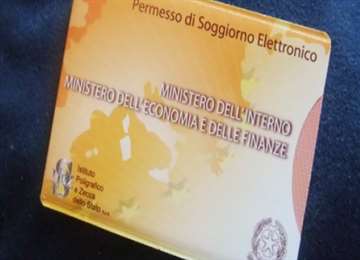 Permesso di Soggiorno Elettronico
MINISTERO DELL'INTERNO
MINISTERO DELL'ECONOMIA E DELLE FINANZE
Istituto
Poligrafico
e Zecca
dello Stato S.p.A.